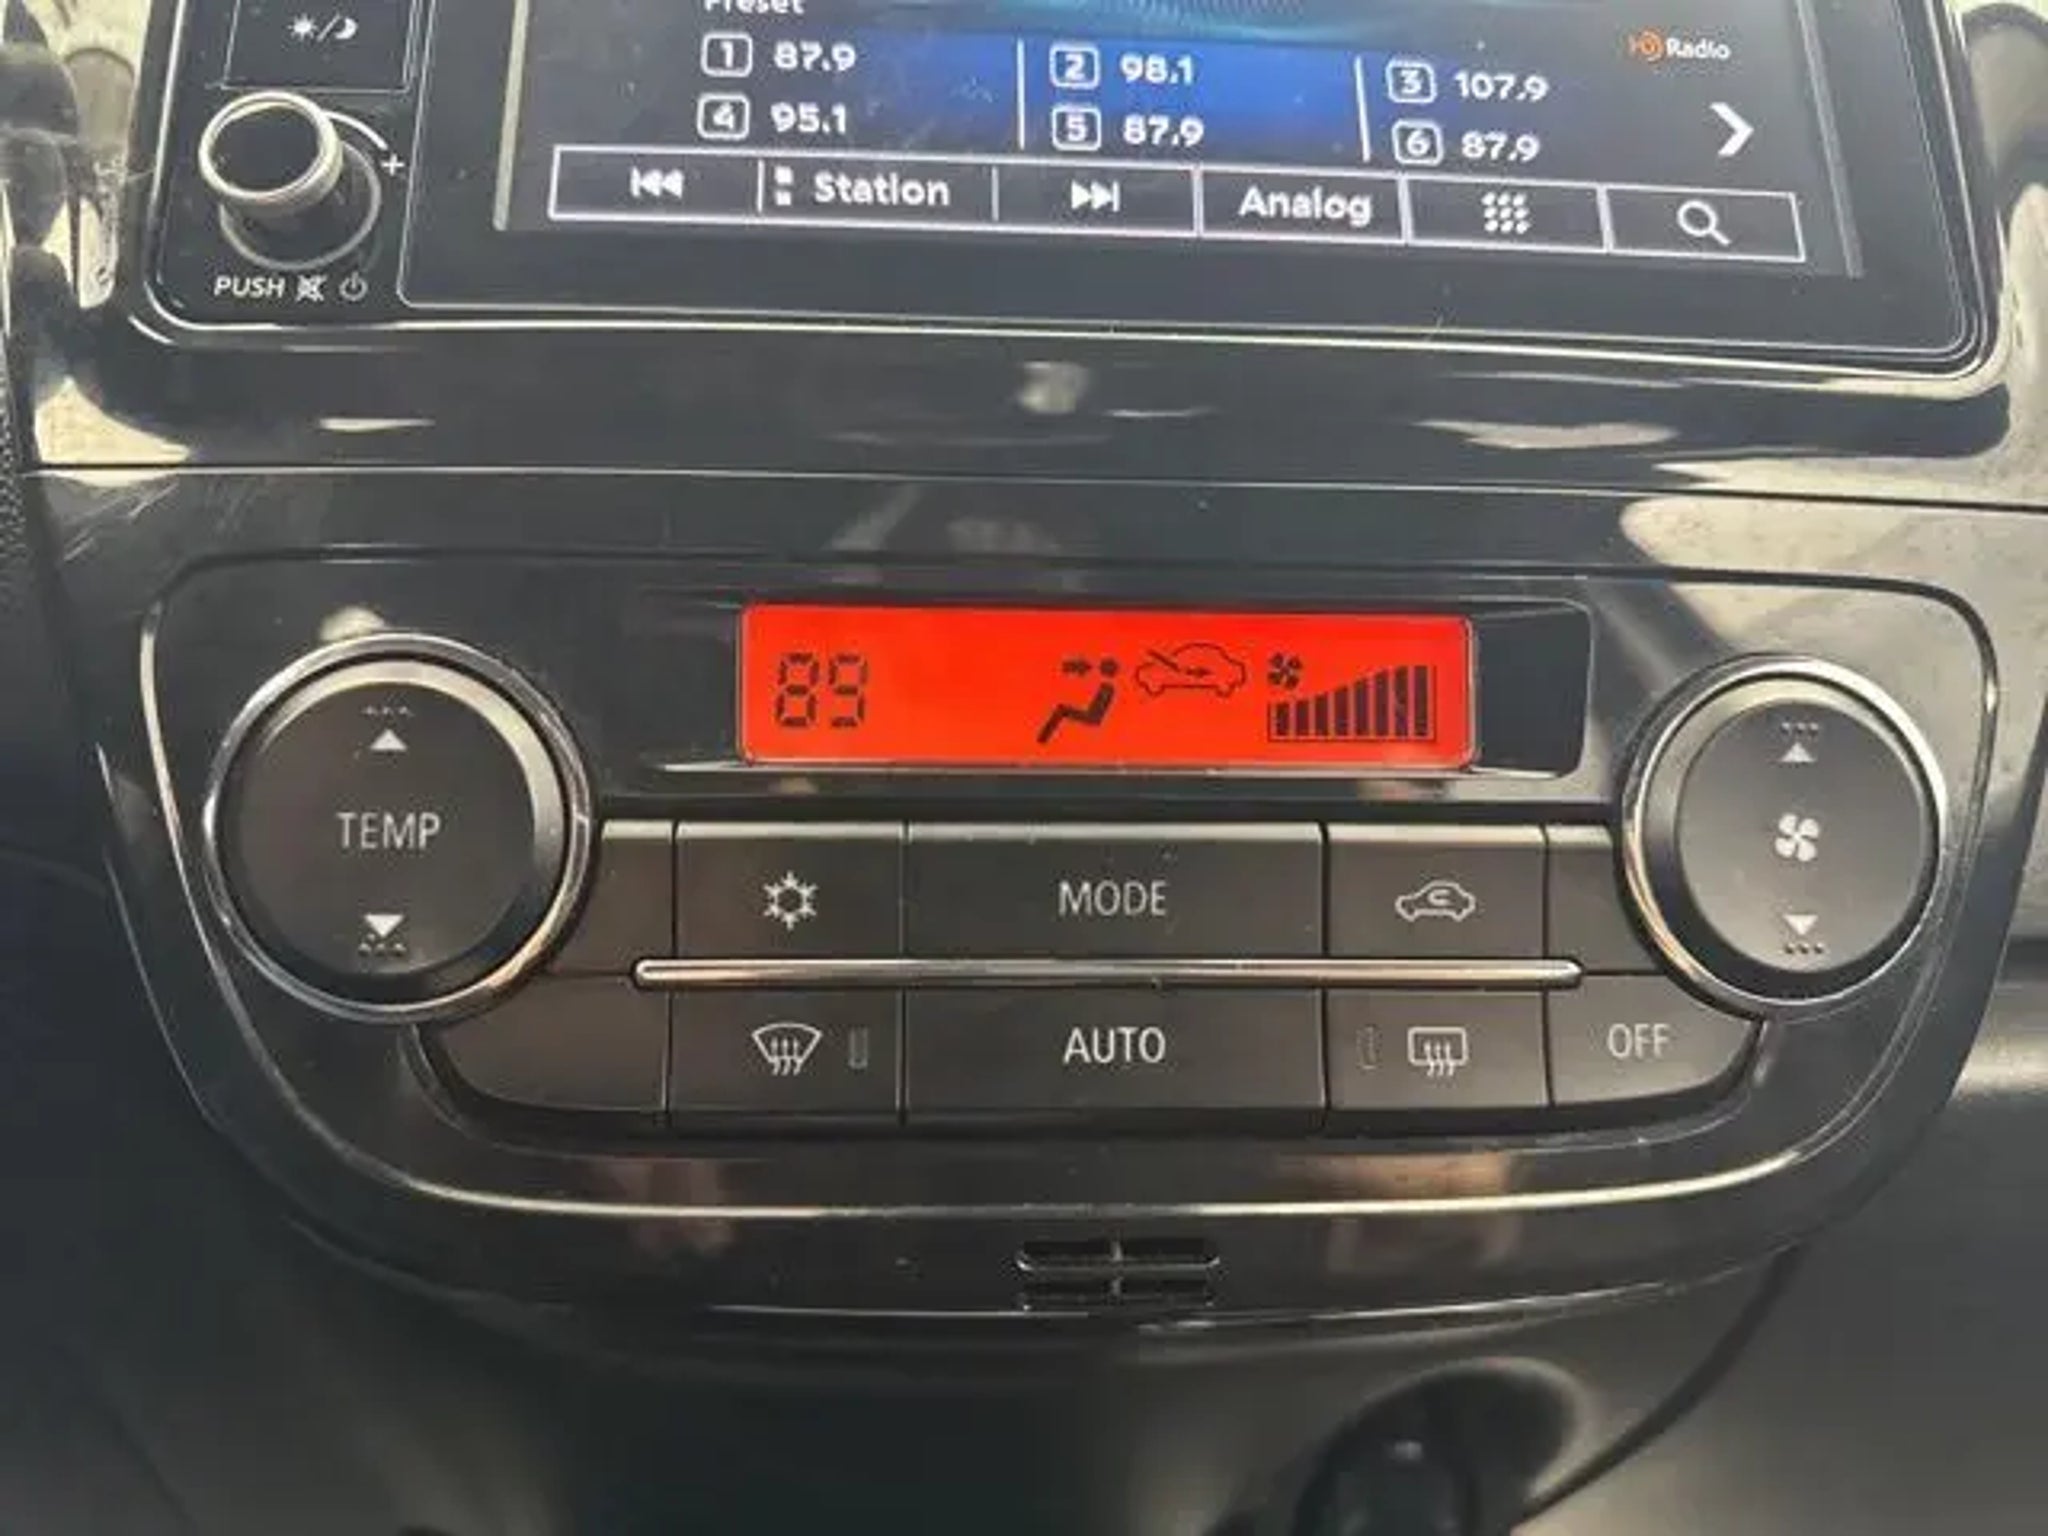 Preset
1 87.9 2 98.1 3 107.9
HD Radio
4 95.1 5 87.9 6 87.9
Station Analog
PUSH
89
TEMP
MODE
AUTO
OFF